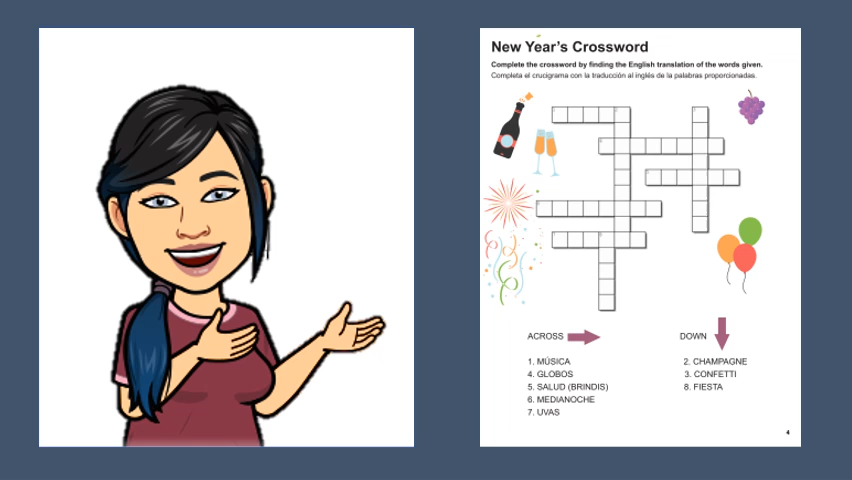 New Year's Crossword
Complete the crossword by finding the English translation of the words given.
Completa el crucigrama con la traducción al inglés de la palabras proporcionadas.
ACROSS
1. MÚSICA
4. GLOBOS
5. SALUD (BRINDIS)
6. MEDIANOCHE
7. UVAS
DOWN
2. CHAMPAGNE
3. CONFETTI
8. FIESTA
4